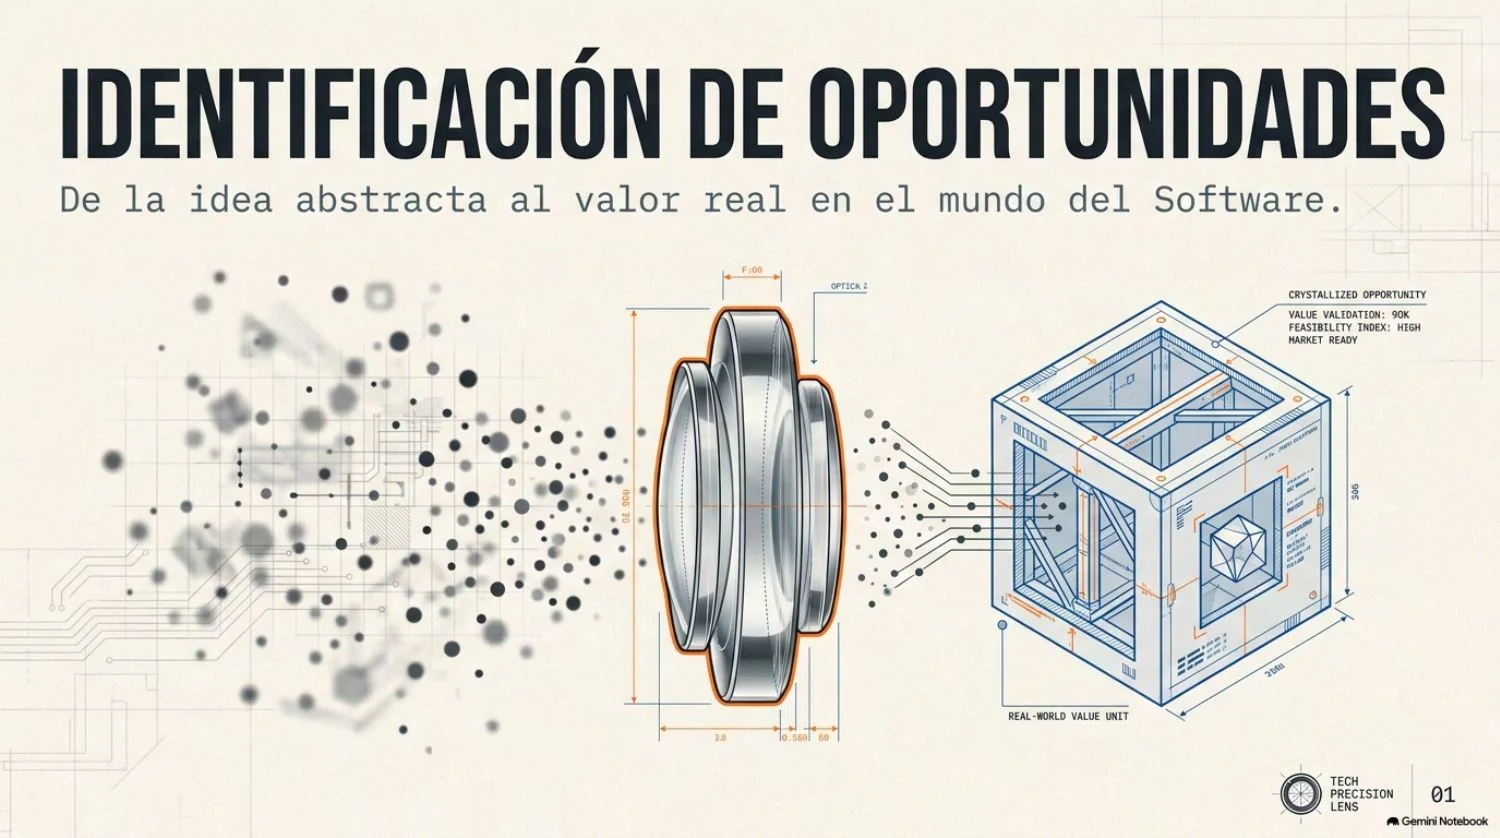 IDENTIFICACIÓN DE OPORTUNIDADES
De la idea abstracta al valor real en el mundo del Software.
F:00
OPTICK 2
CRYSTALLIZED OPPORTUNITY
VALUE VALIDATION: 90K
FEASIBILITY INDEX: HIGH
MARKET READY
REAL-WORLD VALUE UNIT
TECH
PRECISION
LENS
01
Gemini Notebook